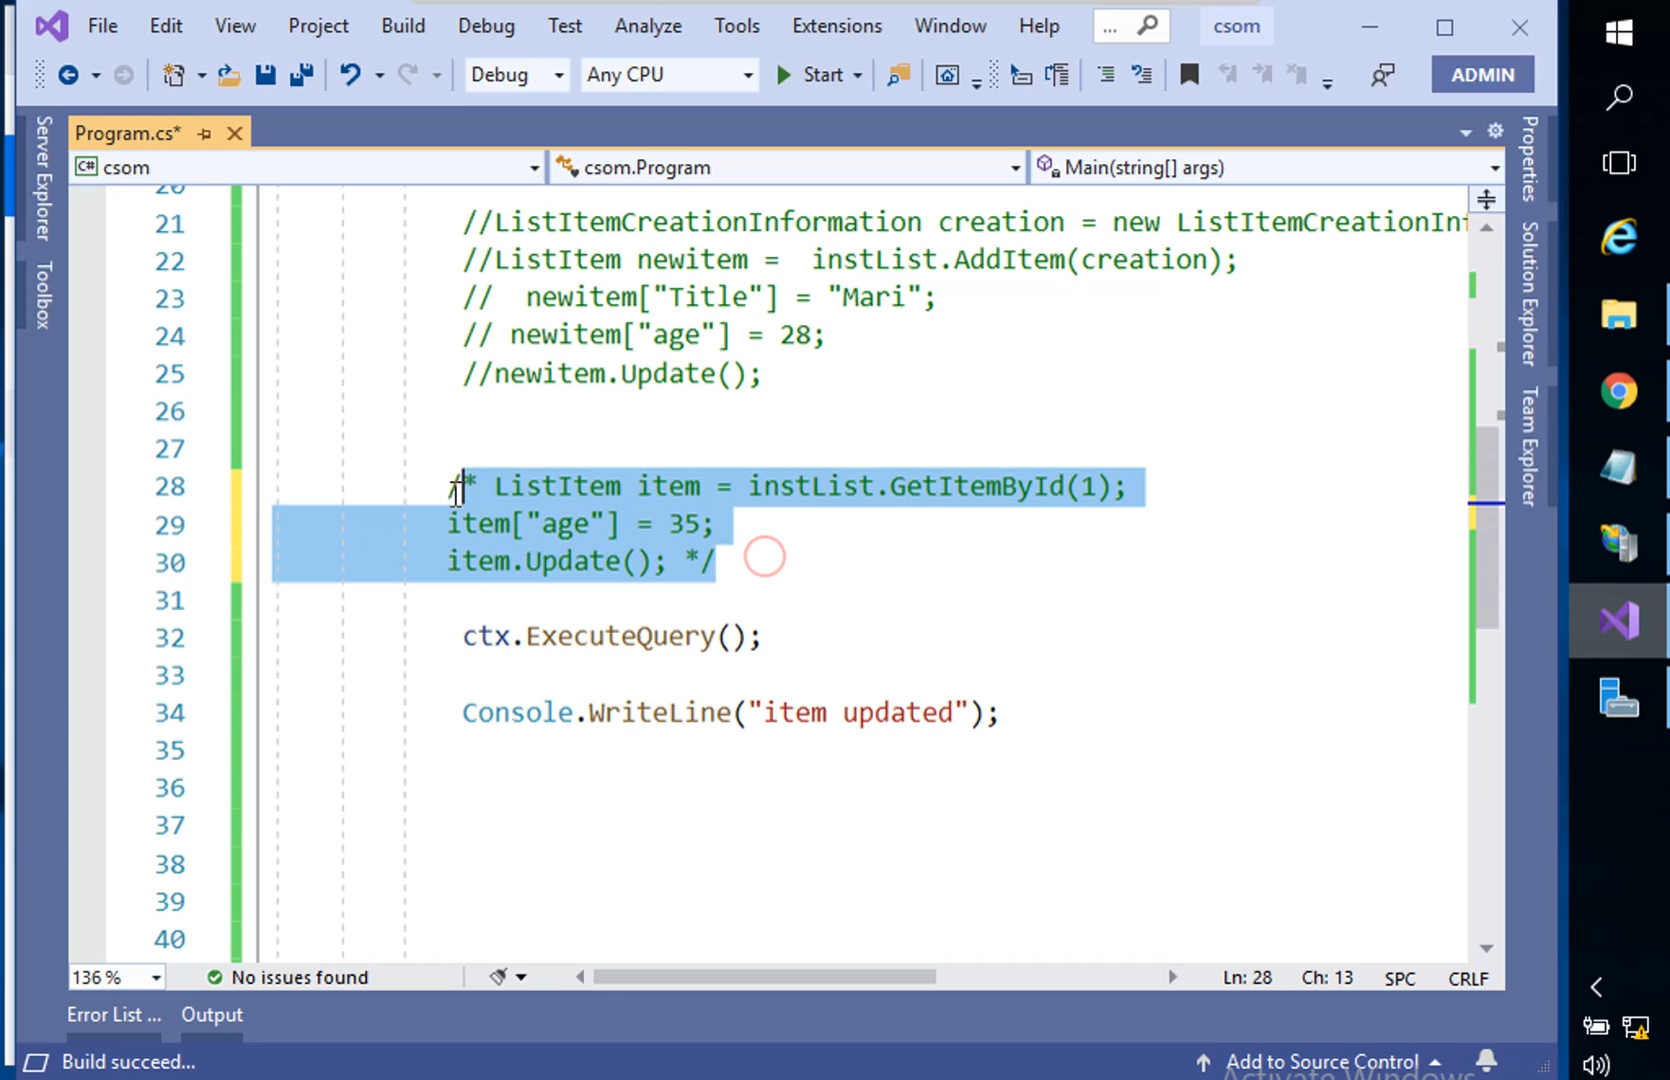 File Edit View Project Build Debug Test Analyze Tools Extensions Window Help ... csom
Debug Any CPU Start ADMIN
Program.cs*
C# csom csom.Program Main(string[] args)
Server Explorer
Toolbox
Properties
Solution Explorer
Team Explorer
20
21 //ListItemCreationInformation creation = new ListItemCreationInf
22 //ListItem newitem =  instList.AddItem(creation);
23 //  newitem["Title"] = "Mari";
24 // newitem["age"] = 28;
25 //newitem.Update();
26
27
28 /* ListItem item = instList.GetItemById(1);
29 item["age"] = 35;
30 item.Update(); */
31
32 ctx.ExecuteQuery();
33
34 Console.WriteLine("item updated");
35
36
37
38
39
40
136 % No issues found Ln: 28 Ch: 13 SPC CRLF
Error List ... Output
Build succeed... Add to Source Control
Activate Windows